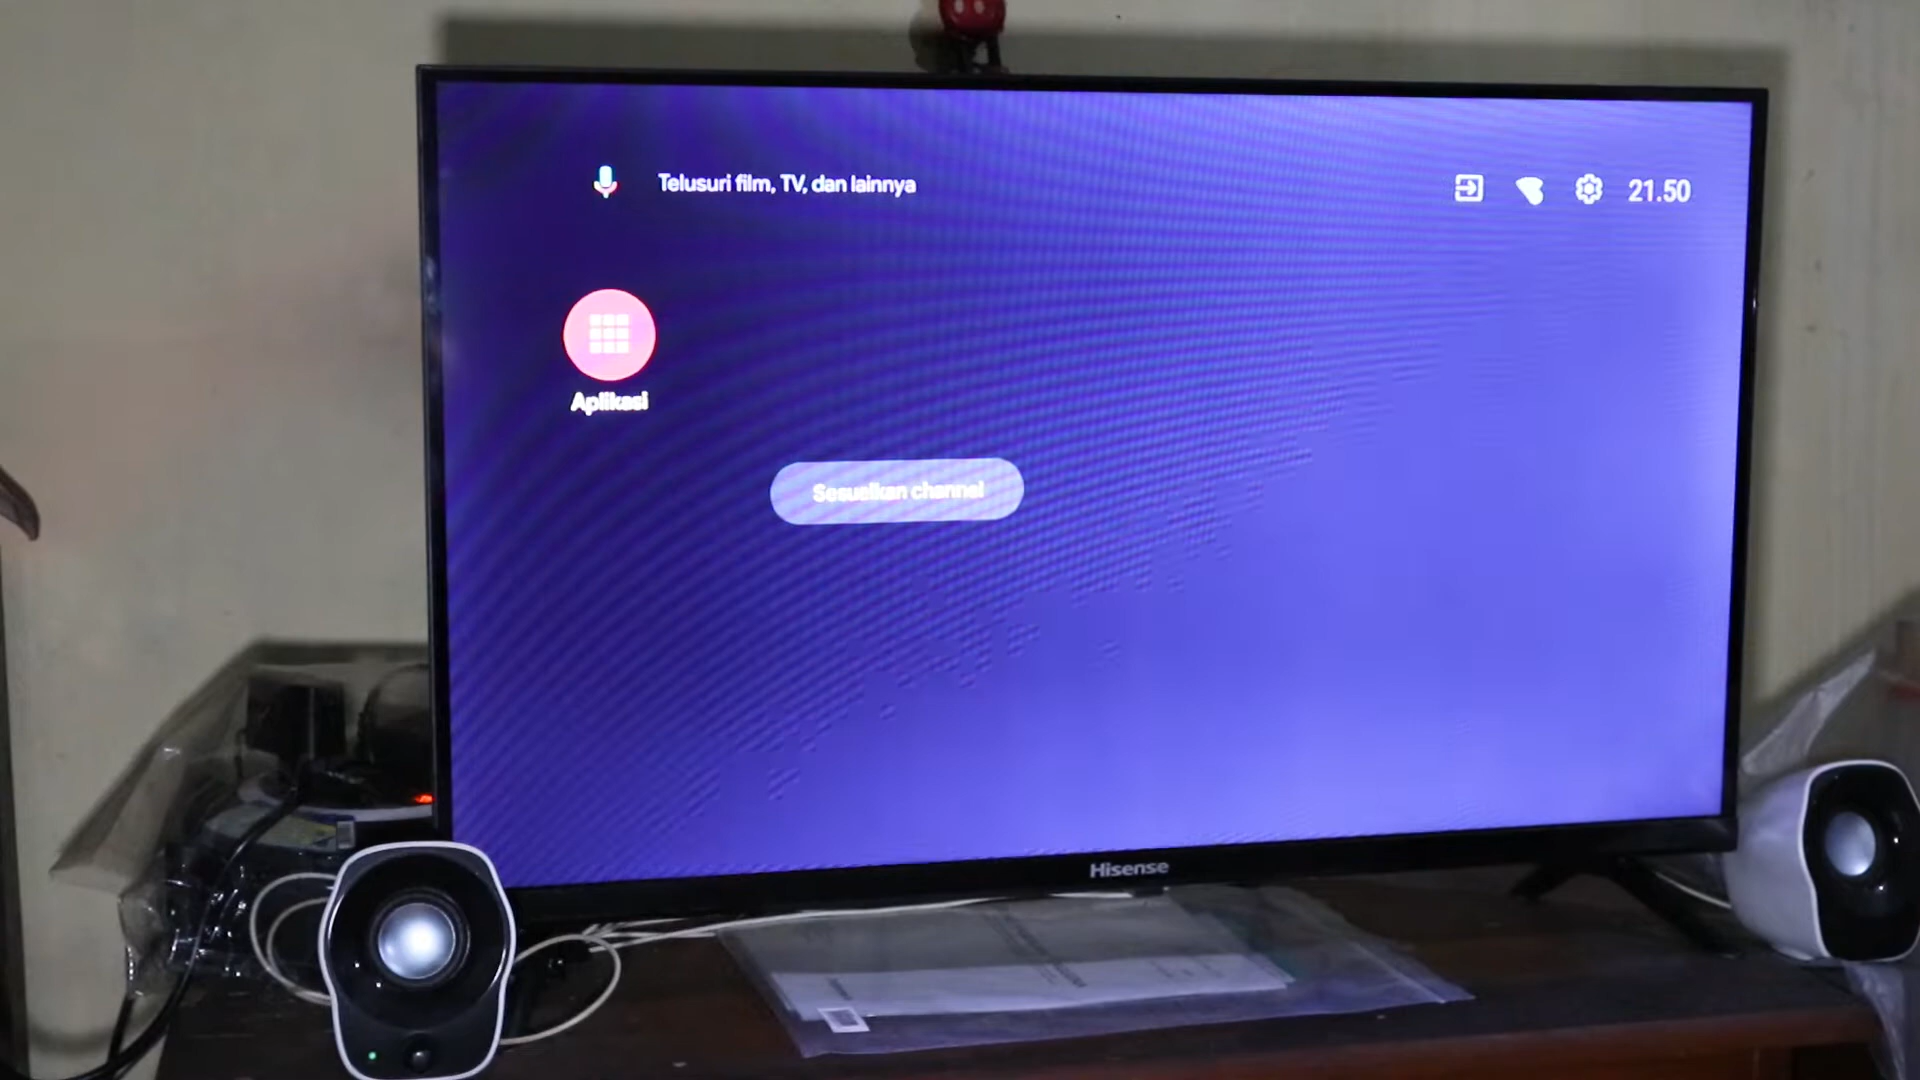 Telusuri film, TV, dan lainnya
21.50
Aplikasi
Sesuaikan channel
Hisense